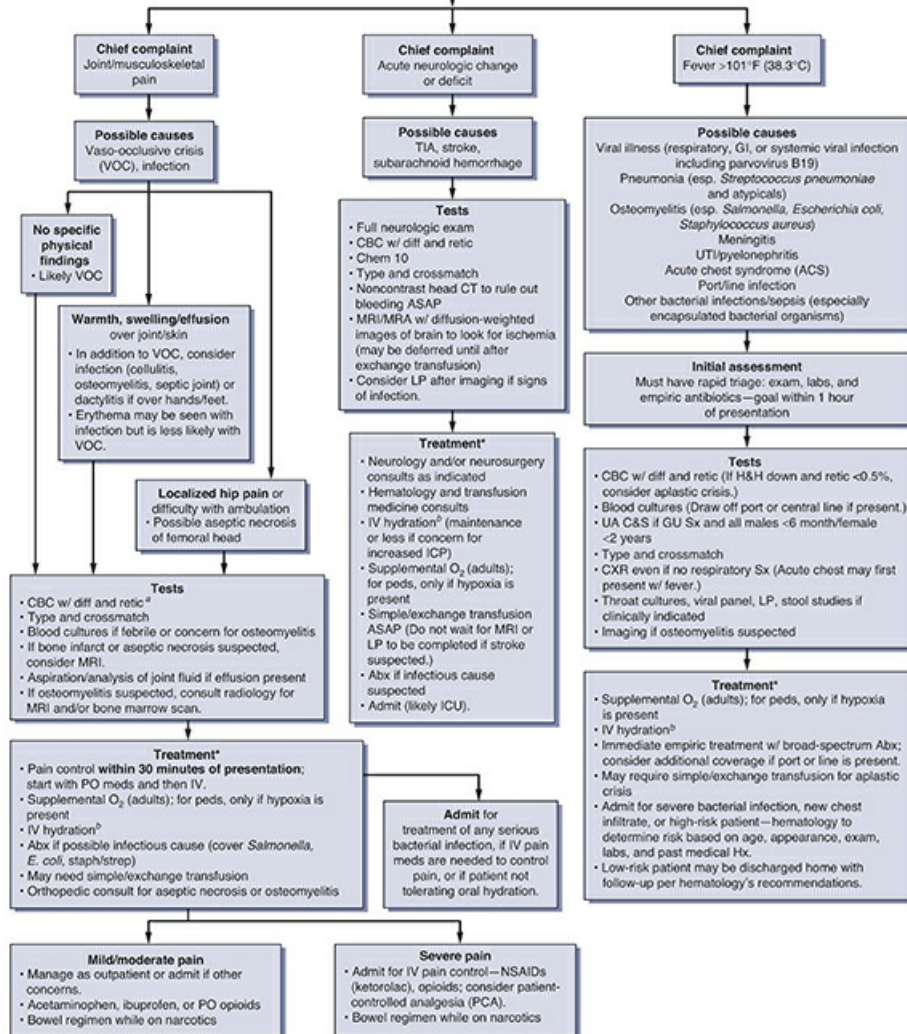 Chief complaint
Joint/musculoskeletal
pain
Possible causes
Vaso-occlusive crisis
(VOC), infection
No specific
physical
findings
• Likely VOC
Warmth, swelling/effusion
over joint/skin
• In addition to VOC, consider
infection (cellulitis,
osteomyelitis, septic joint) or
dactylitis if over hands/feet.
• Erythema may be seen with
infection but is less likely with
VOC.
Localized hip pain or
difficulty with ambulation
• Possible aseptic necrosis
of femoral head
Tests
• CBC w/ diff and retic a
• Type and crossmatch
• Blood cultures if febrile or concern for osteomyelitis
• If bone infarct or aseptic necrosis suspected,
consider MRI.
• Aspiration/analysis of joint fluid if effusion present
• If osteomyelitis suspected, consult radiology for
MRI and/or bone marrow scan.
Treatment*
• Pain control within 30 minutes of presentation;
start with PO meds and then IV.
• Supplemental O2 (adults); for peds, only if hypoxia is
present
• IV hydration b
• Abx if possible infectious cause (cover Salmonella,
E. coli, staph/strep)
• May need simple/exchange transfusion
• Orthopedic consult for aseptic necrosis or osteomyelitis
Admit for
treatment of any serious
bacterial infection, if IV pain
meds are needed to control
pain, or if patient not
tolerating oral hydration.
Mild/moderate pain
• Manage as outpatient or admit if other
concerns.
• Acetaminophen, ibuprofen, or PO opioids
• Bowel regimen while on narcotics
Severe pain
• Admit for IV pain control—NSAIDs
(ketorolac), opioids; consider patient-
controlled analgesia (PCA).
• Bowel regimen while on narcotics
Chief complaint
Acute neurologic change
or deficit
Possible causes
TIA, stroke,
subarachnoid hemorrhage
Tests
• Full neurologic exam
• CBC w/ diff and retic
• Chem 10
• Type and crossmatch
• Noncontrast head CT to rule out
bleeding ASAP
• MRI/MRA w/ diffusion-weighted
images of brain to look for ischemia
(may be deferred until after
exchange transfusion)
• Consider LP after imaging if signs
of infection.
Treatment*
• Neurology and/or neurosurgery
consults as indicated
• Hematology and transfusion
medicine consults
• IV hydration b (maintenance
or less if concern for
increased ICP)
• Supplemental O2 (adults);
for peds, only if hypoxia is
present
• Simple/exchange transfusion
ASAP (Do not wait for MRI or
LP to be completed if stroke
suspected.)
• Abx if infectious cause
suspected
• Admit (likely ICU).
Chief complaint
Fever >101°F (38.3°C)
Possible causes
Viral illness (respiratory, GI, or systemic viral infection
including parvovirus B19)
Pneumonia (esp. Streptococcus pneumoniae
and atypicals)
Osteomyelitis (esp. Salmonella, Escherichia coli,
Staphylococcus aureus)
Meningitis
UTI/pyelonephritis
Acute chest syndrome (ACS)
Port/line infection
Other bacterial infections/sepsis (especially
encapsulated bacterial organisms)
Initial assessment
Must have rapid triage: exam, labs, and
empiric antibiotics—goal within 1 hour
of presentation
Tests
• CBC w/ diff and retic (If H&H down and retic <0.5%,
consider aplastic crisis.)
• Blood cultures (Draw off port or central line if present.)
• UA C&S if GU Sx and all males <6 month/female
<2 years
• Type and crossmatch
• CXR even if no respiratory Sx (Acute chest may first
present w/ fever.)
• Throat cultures, viral panel, LP, stool studies if
clinically indicated
• Imaging if osteomyelitis suspected
Treatment*
• Supplemental O2 (adults); for peds, only if hypoxia
is present
• IV hydration b
• Immediate empiric treatment w/ broad-spectrum Abx;
consider additional coverage if port or line is present.
• May require simple/exchange transfusion for aplastic
crisis
• Admit for severe bacterial infection, new chest
infiltrate, or high-risk patient—hematology to
determine risk based on age, appearance, exam,
labs, and past medical Hx.
• Low-risk patient may be discharged home with
follow-up per hematology's recommendations.